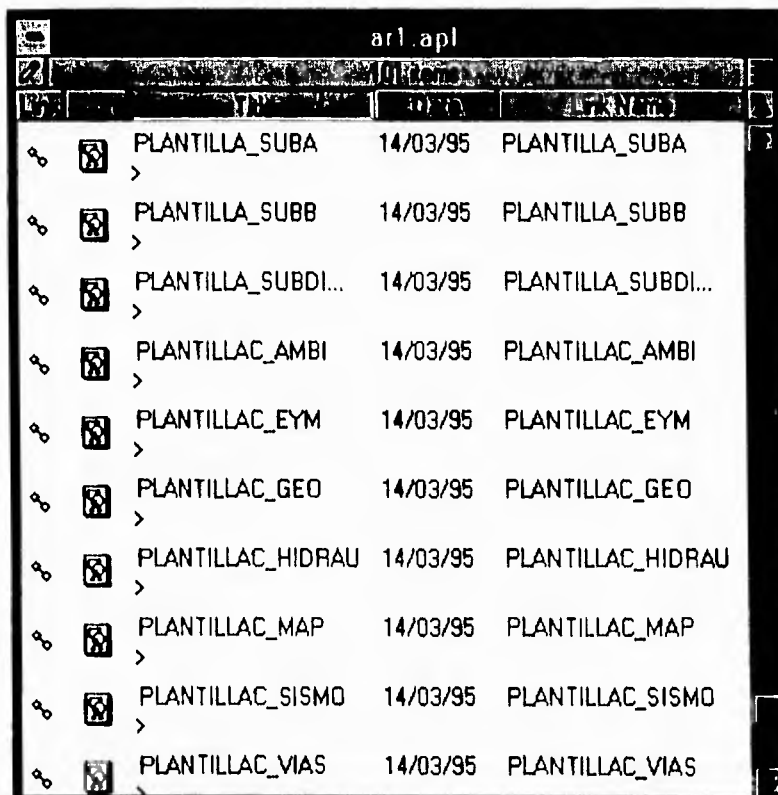 ar1.apl
Link Name
PLANTILLA_SUBA 14/03/95 PLANTILLA_SUBA
>
PLANTILLA_SUBB 14/03/95 PLANTILLA_SUBB
>
PLANTILLA_SUBDI... 14/03/95 PLANTILLA_SUBDI...
>
PLANTILLAC_AMBI 14/03/95 PLANTILLAC_AMBI
>
PLANTILLAC_EYM 14/03/95 PLANTILLAC_EYM
>
PLANTILLAC_GEO 14/03/95 PLANTILLAC_GEO
>
PLANTILLAC_HIDRAU 14/03/95 PLANTILLAC_HIDRAU
>
PLANTILLAC_MAP 14/03/95 PLANTILLAC_MAP
>
PLANTILLAC_SISMO 14/03/95 PLANTILLAC_SISMO
>
PLANTILLAC_VIAS 14/03/95 PLANTILLAC_VIAS